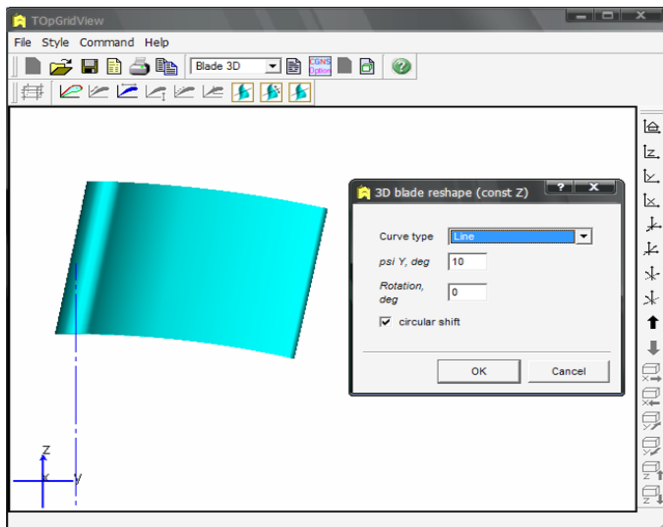 TOpGridView
File Style Command Help
Blade 3D
CGNS
Option
3D blade reshape (const Z)
Curve type
Line
psi Y, deg
10
Rotation,
deg
0
circular shift
OK
Cancel
z
x y